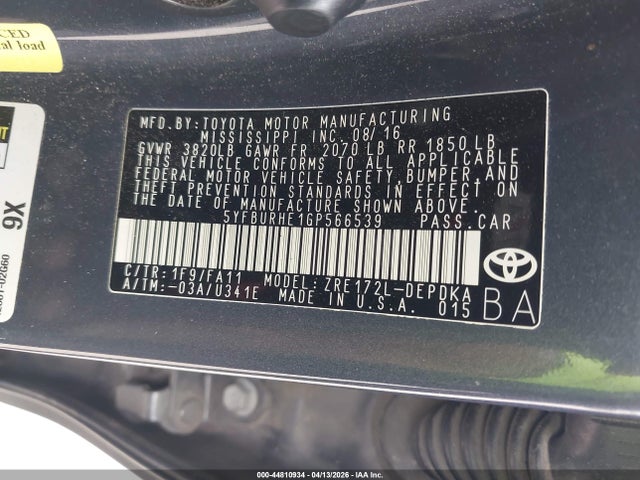 CED
al load
9X
MFD. BY: TOYOTA MOTOR MANUFACTURING
MISSISSIPPI INC. 08/16
GVWR 3820LB GAWR FR 2070LB RR 1850LB
THIS VEHICLE CONFORMS TO ALL APPLICABLE
FEDERAL MOTOR VEHICLE SAFETY, BUMPER, AND
THEFT PREVENTION STANDARDS IN EFFECT ON
THE DATE OF MANUFACTURE SHOWN ABOVE.
5YFBURHE1GP566539 PASS. CAR
C/TR: 1F9/FA11 MODEL: ZRE172L-DEPDKA
A/TM: -03A/U341E MADE IN U.S.A. 015
BA
000-44810934 - 04/13/2026 - IAA Inc.